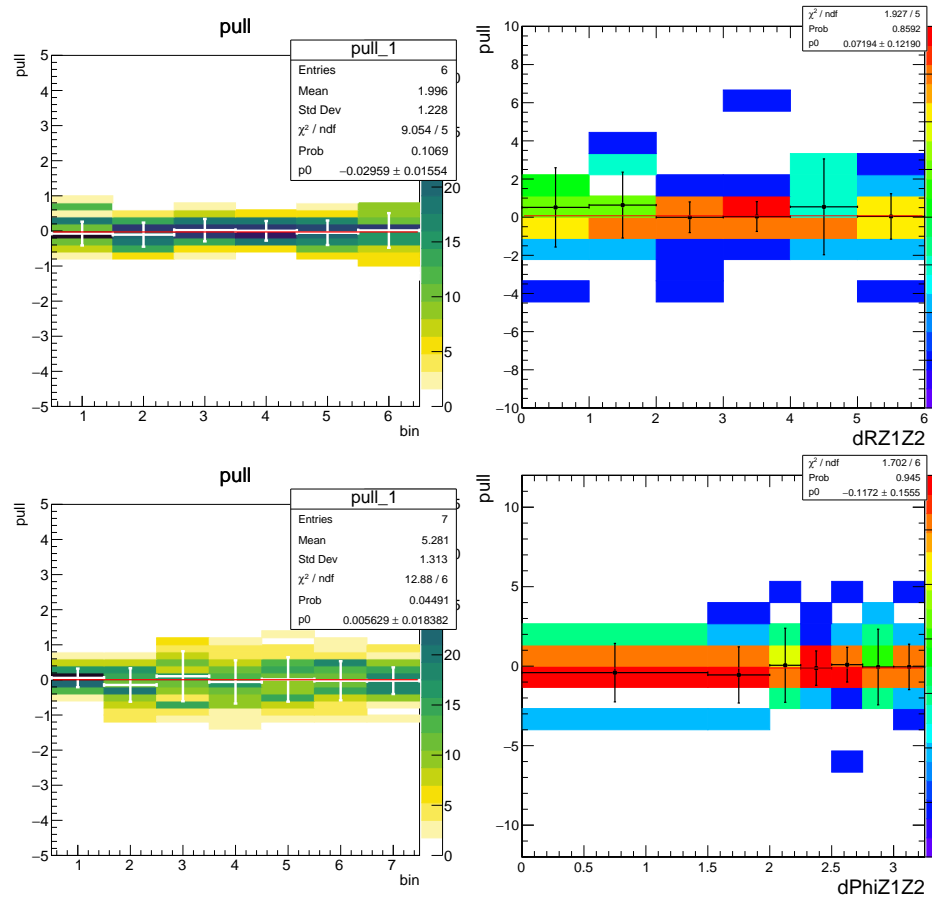 pull
pull_1
Entries 6
Mean 1.996
Std Dev 1.228
χ² / ndf 9.054 / 5
Prob 0.1069
p0 −0.02959 ± 0.01554
pull
5
4
3
2
1
0
−1
−2
−3
−4
−5
1 2 3 4 5 6
bin
20
15
10
5
0
χ² / ndf 1.927 / 5
Prob 0.8592
p0 0.07194 ± 0.12190
pull
10
8
6
4
2
0
−2
−4
−6
−8
−10
0 1 2 3 4 5 6
dRZ1Z2
pull
pull_1
Entries 7
Mean 5.281
Std Dev 1.313
χ² / ndf 12.88 / 6
Prob 0.04491
p0 0.005629 ± 0.018382
pull
5
4
3
2
1
0
−1
−2
−3
−4
−5
1 2 3 4 5 6 7
bin
15
10
5
0
χ² / ndf 1.702 / 6
Prob 0.945
p0 −0.1172 ± 0.1555
pull
10
5
0
−5
−10
0 0.5 1 1.5 2 2.5 3
dPhiZ1Z2